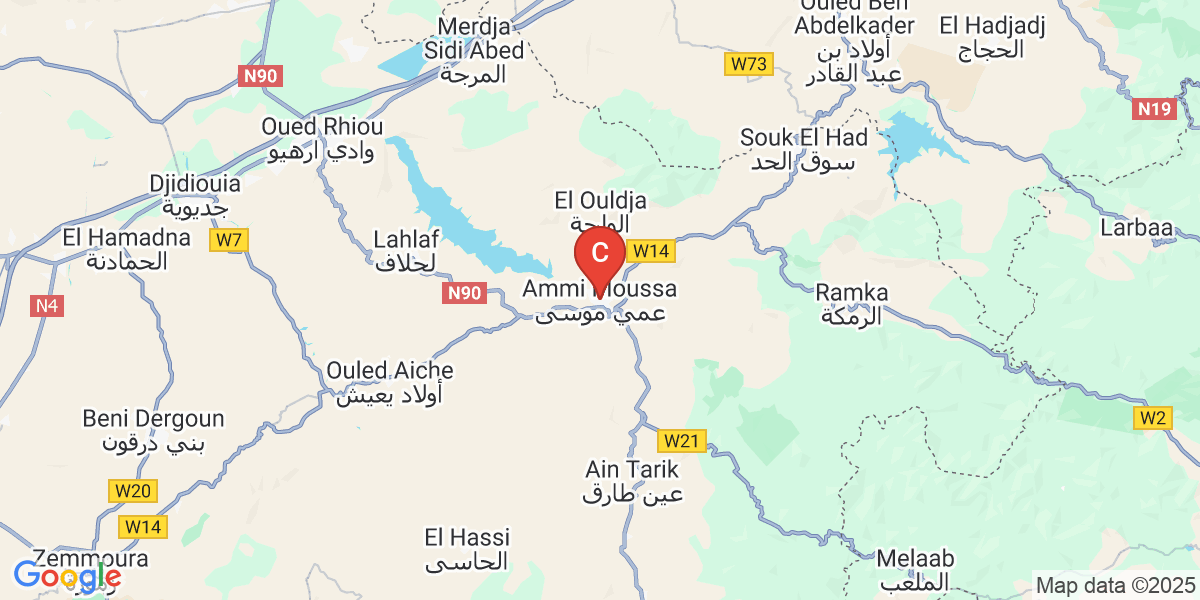 Ouled Ben
Abdelkader
أولاد بن
عبد القادر
El Hadjadj
الحجاج
Merdja
Sidi Abed
المرجة
N90
W73
N19
Oued Rhiou
وادي ارهيو
Souk El Had
سوق الحد
Djidiouia
جديوية
El Ouldja
الولجة
Larbaa
El Hamadna
الحمادنة
W7
Lahlaf
لحلاف
C
W14
N90
N4
Ammi Moussa
عمي موسى
Ramka
الرمكة
Ouled Aiche
أولاد يعيش
Beni Dergoun
بني درقون
W2
W21
Ain Tarik
عين طارق
W20
W14
El Hassi
الحاسى
Zemmoura
Melaab
الملعب
Google
Map data ©2025